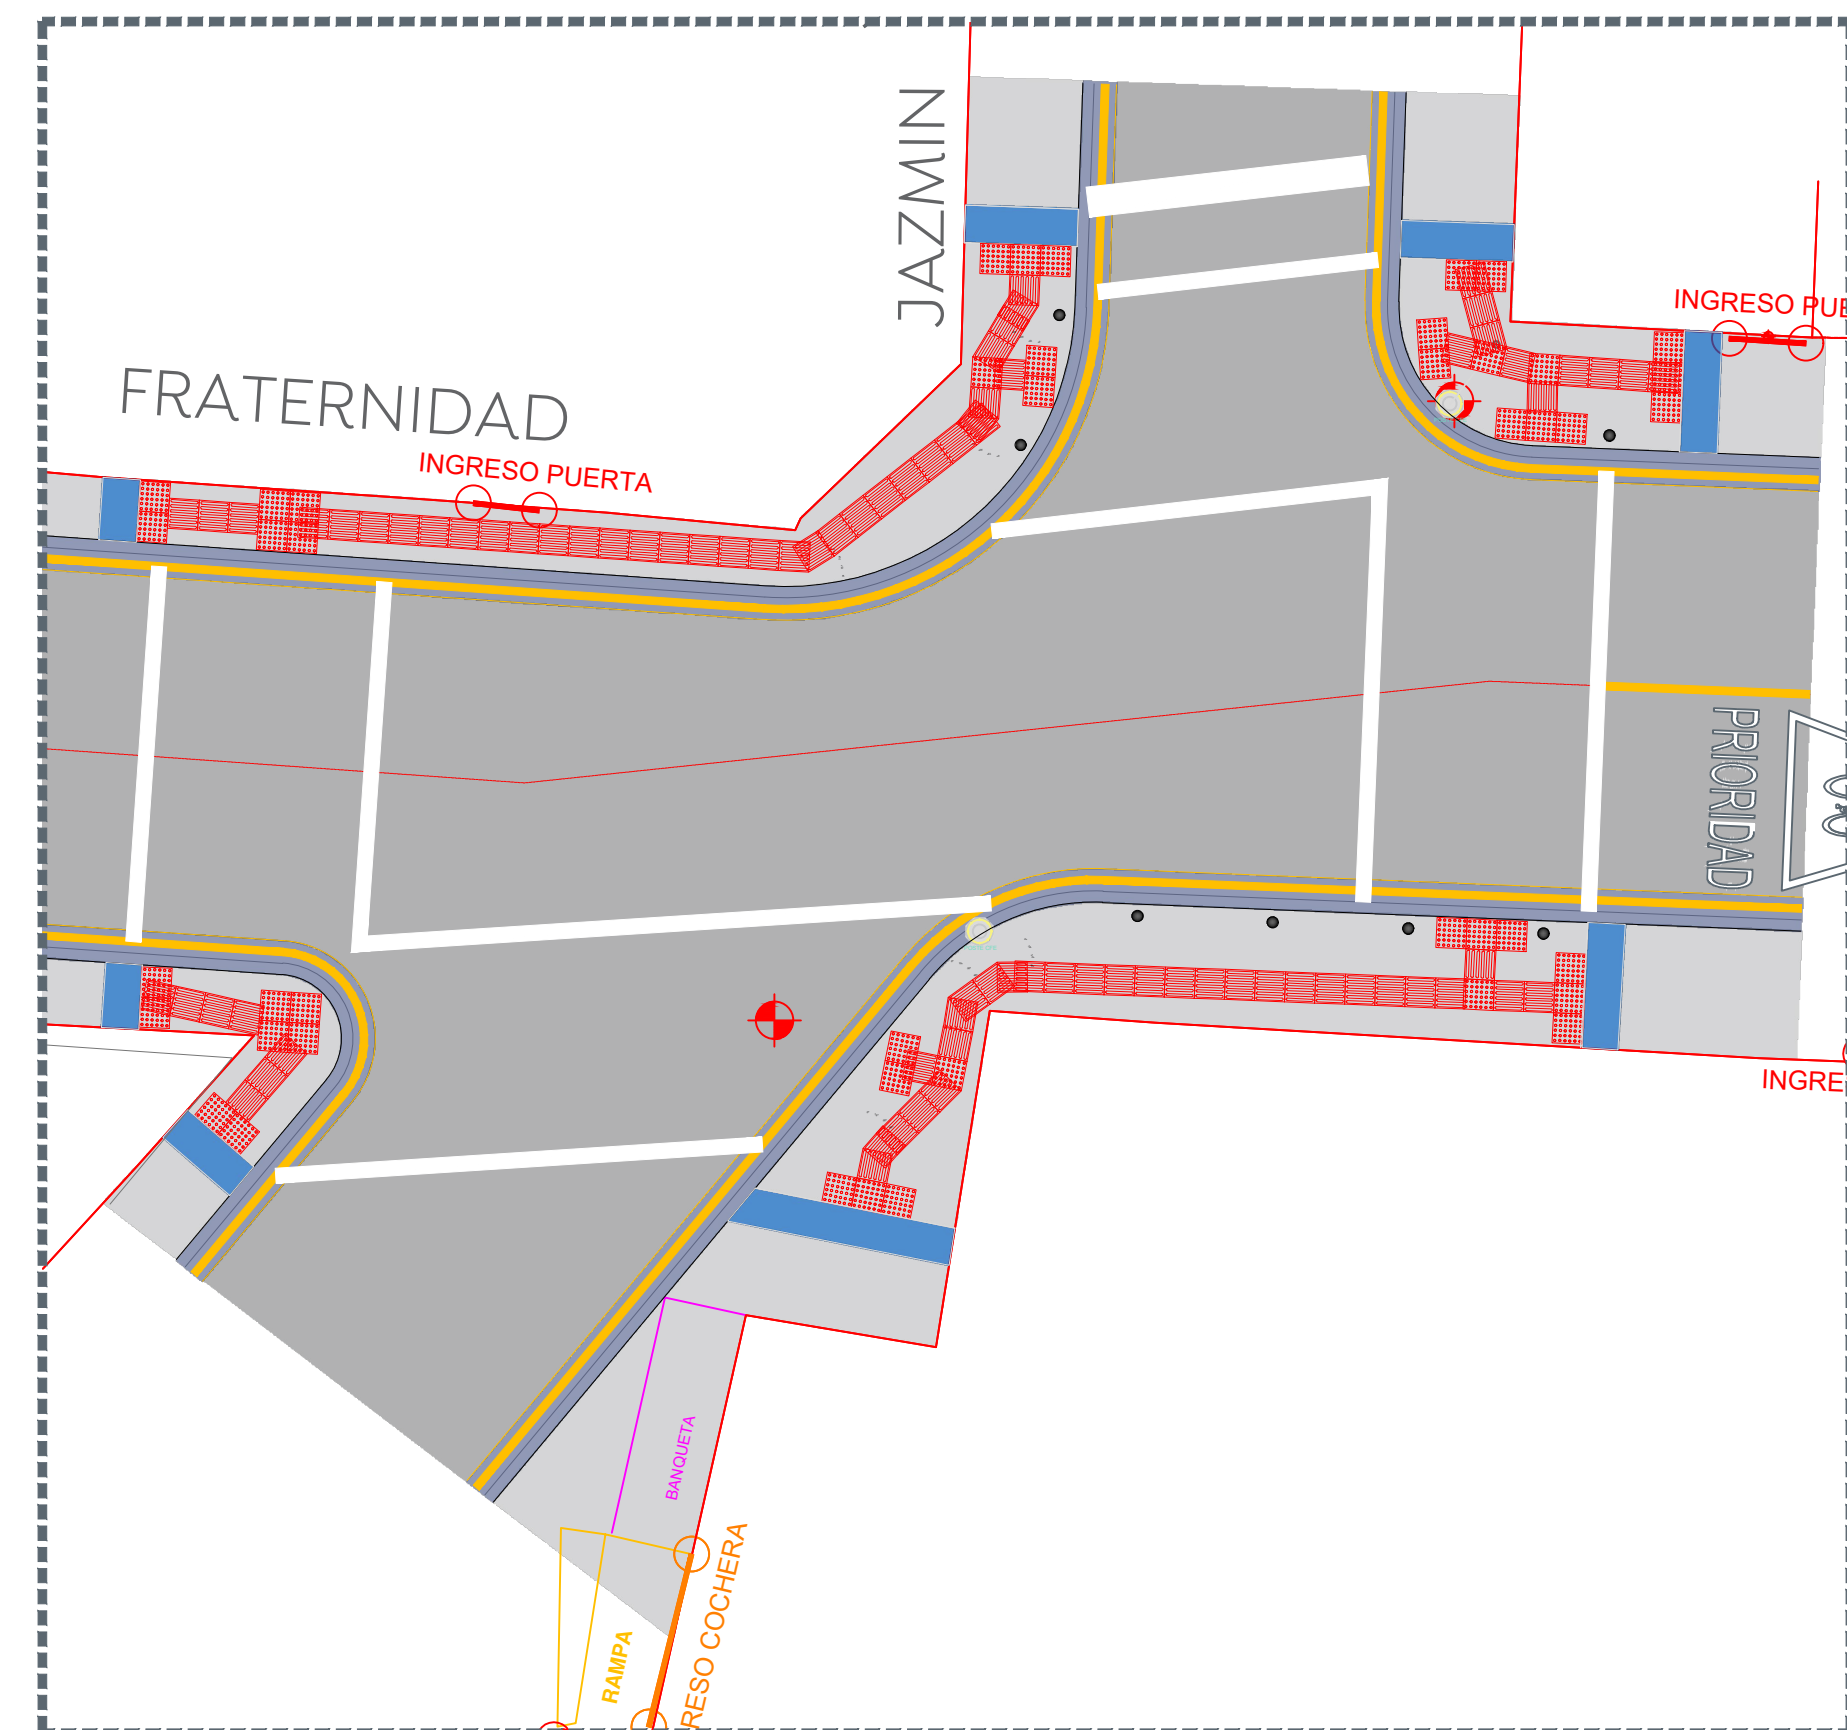 JAZMIN
FRATERNIDAD
INGRESO PUERTA
INGRESO PUE
PRIORIDAD
INGRE
BANQUETA
RESO COCHERA
RAMPA